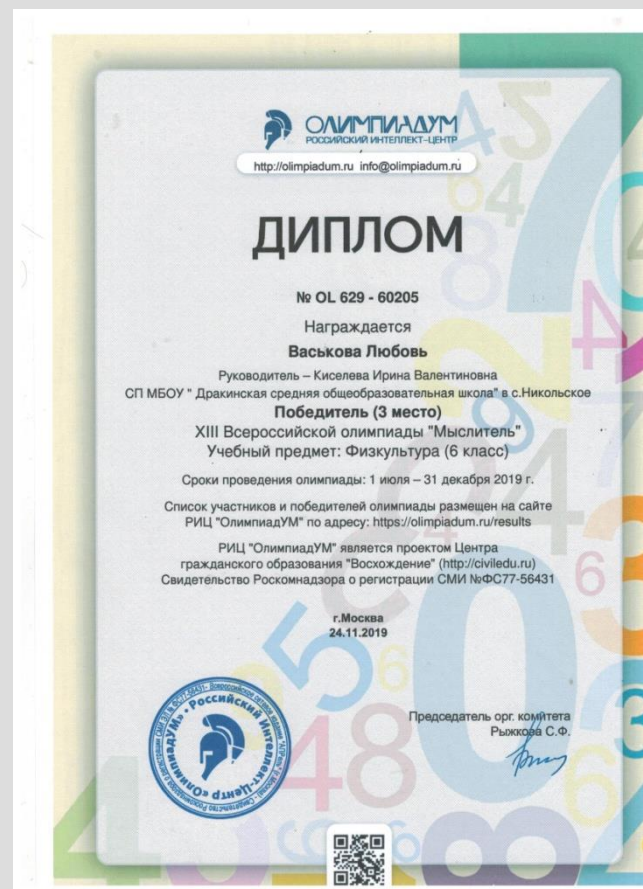 ОЛИМПИАДУМ
РОССИЙСКИЙ ИНТЕЛЛЕКТ-ЦЕНТР
http://olimpiadum.ru info@olimpiadum.ru
ДИПЛОМ
№ OL 629 - 60205
Награждается
Васькова Любовь
Руководитель – Киселева Ирина Валентиновна
СП МБОУ " Дракинская средняя общеобразовательная школа" в с.Никольское
Победитель (3 место)
XIII Всероссийской олимпиады "Мыслитель"
Учебный предмет: Физкультура (6 класс)
Сроки проведения олимпиады: 1 июля – 31 декабря 2019 г.
Список участников и победителей олимпиады размещен на сайте
РИЦ "ОлимпиадУМ" по адресу: https://olimpiadum.ru/results
РИЦ "ОлимпиадУМ" является проектом Центра
гражданского образования "Восхождение" (http://civiledu.ru)
Свидетельство Роскомнадзора о регистрации СМИ №ФС77-56431
г.Москва
24.11.2019
Председатель орг. комитета
Рыжкова С.Ф.
Российский Интеллект-Центр «ОлимпиадУМ»